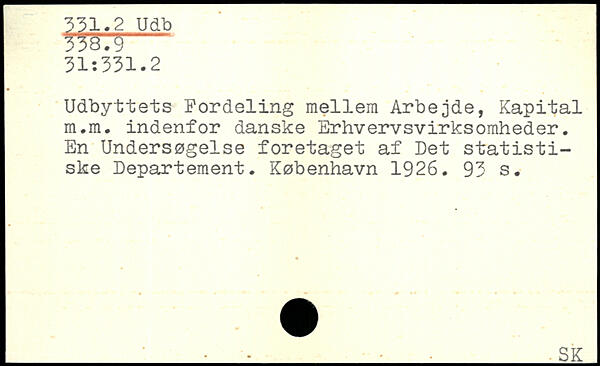 331.2 Udb
338.9
31:331.2
Udbyttets Fordeling mellem Arbejde, Kapital
m.m. indenfor danske Erhvervsvirksomheder.
En Undersøgelse foretaget af Det statisti-
ske Departement. København 1926. 93 s.
SK